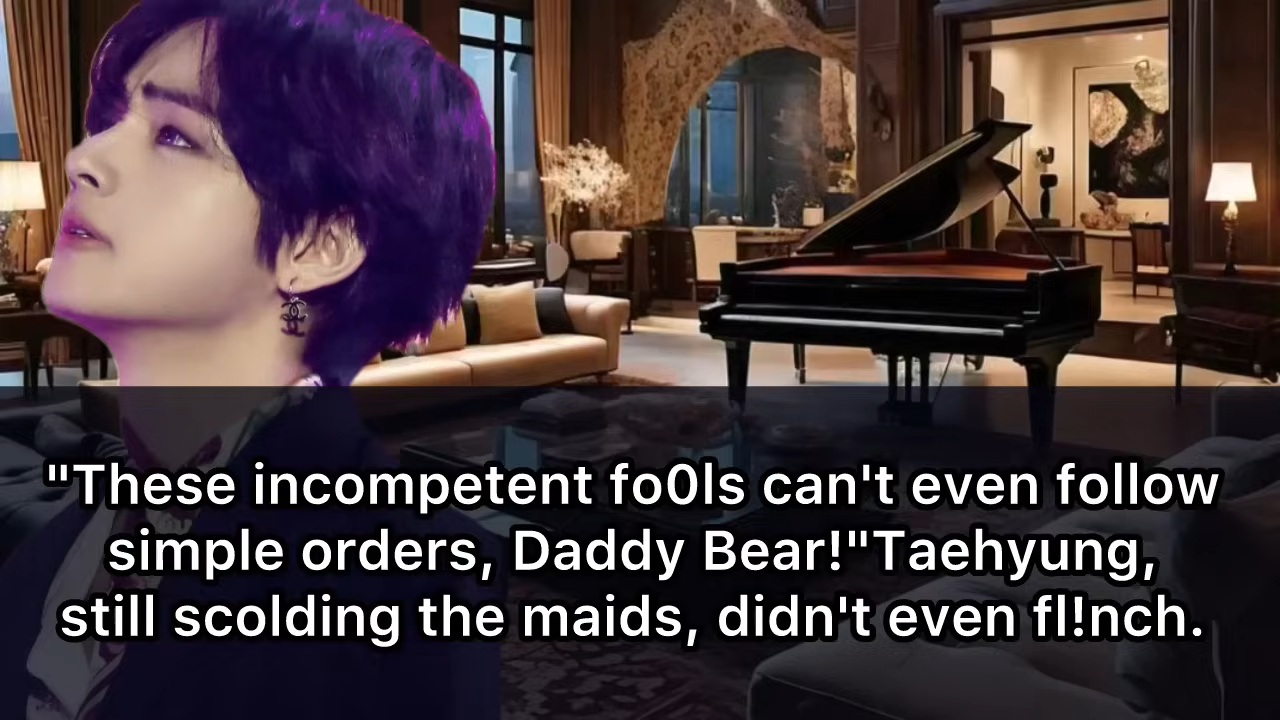 "These incompetent fo0ls can't even follow
simple orders, Daddy Bear!"Taehyung,
still scolding the maids, didn't even fl!nch.